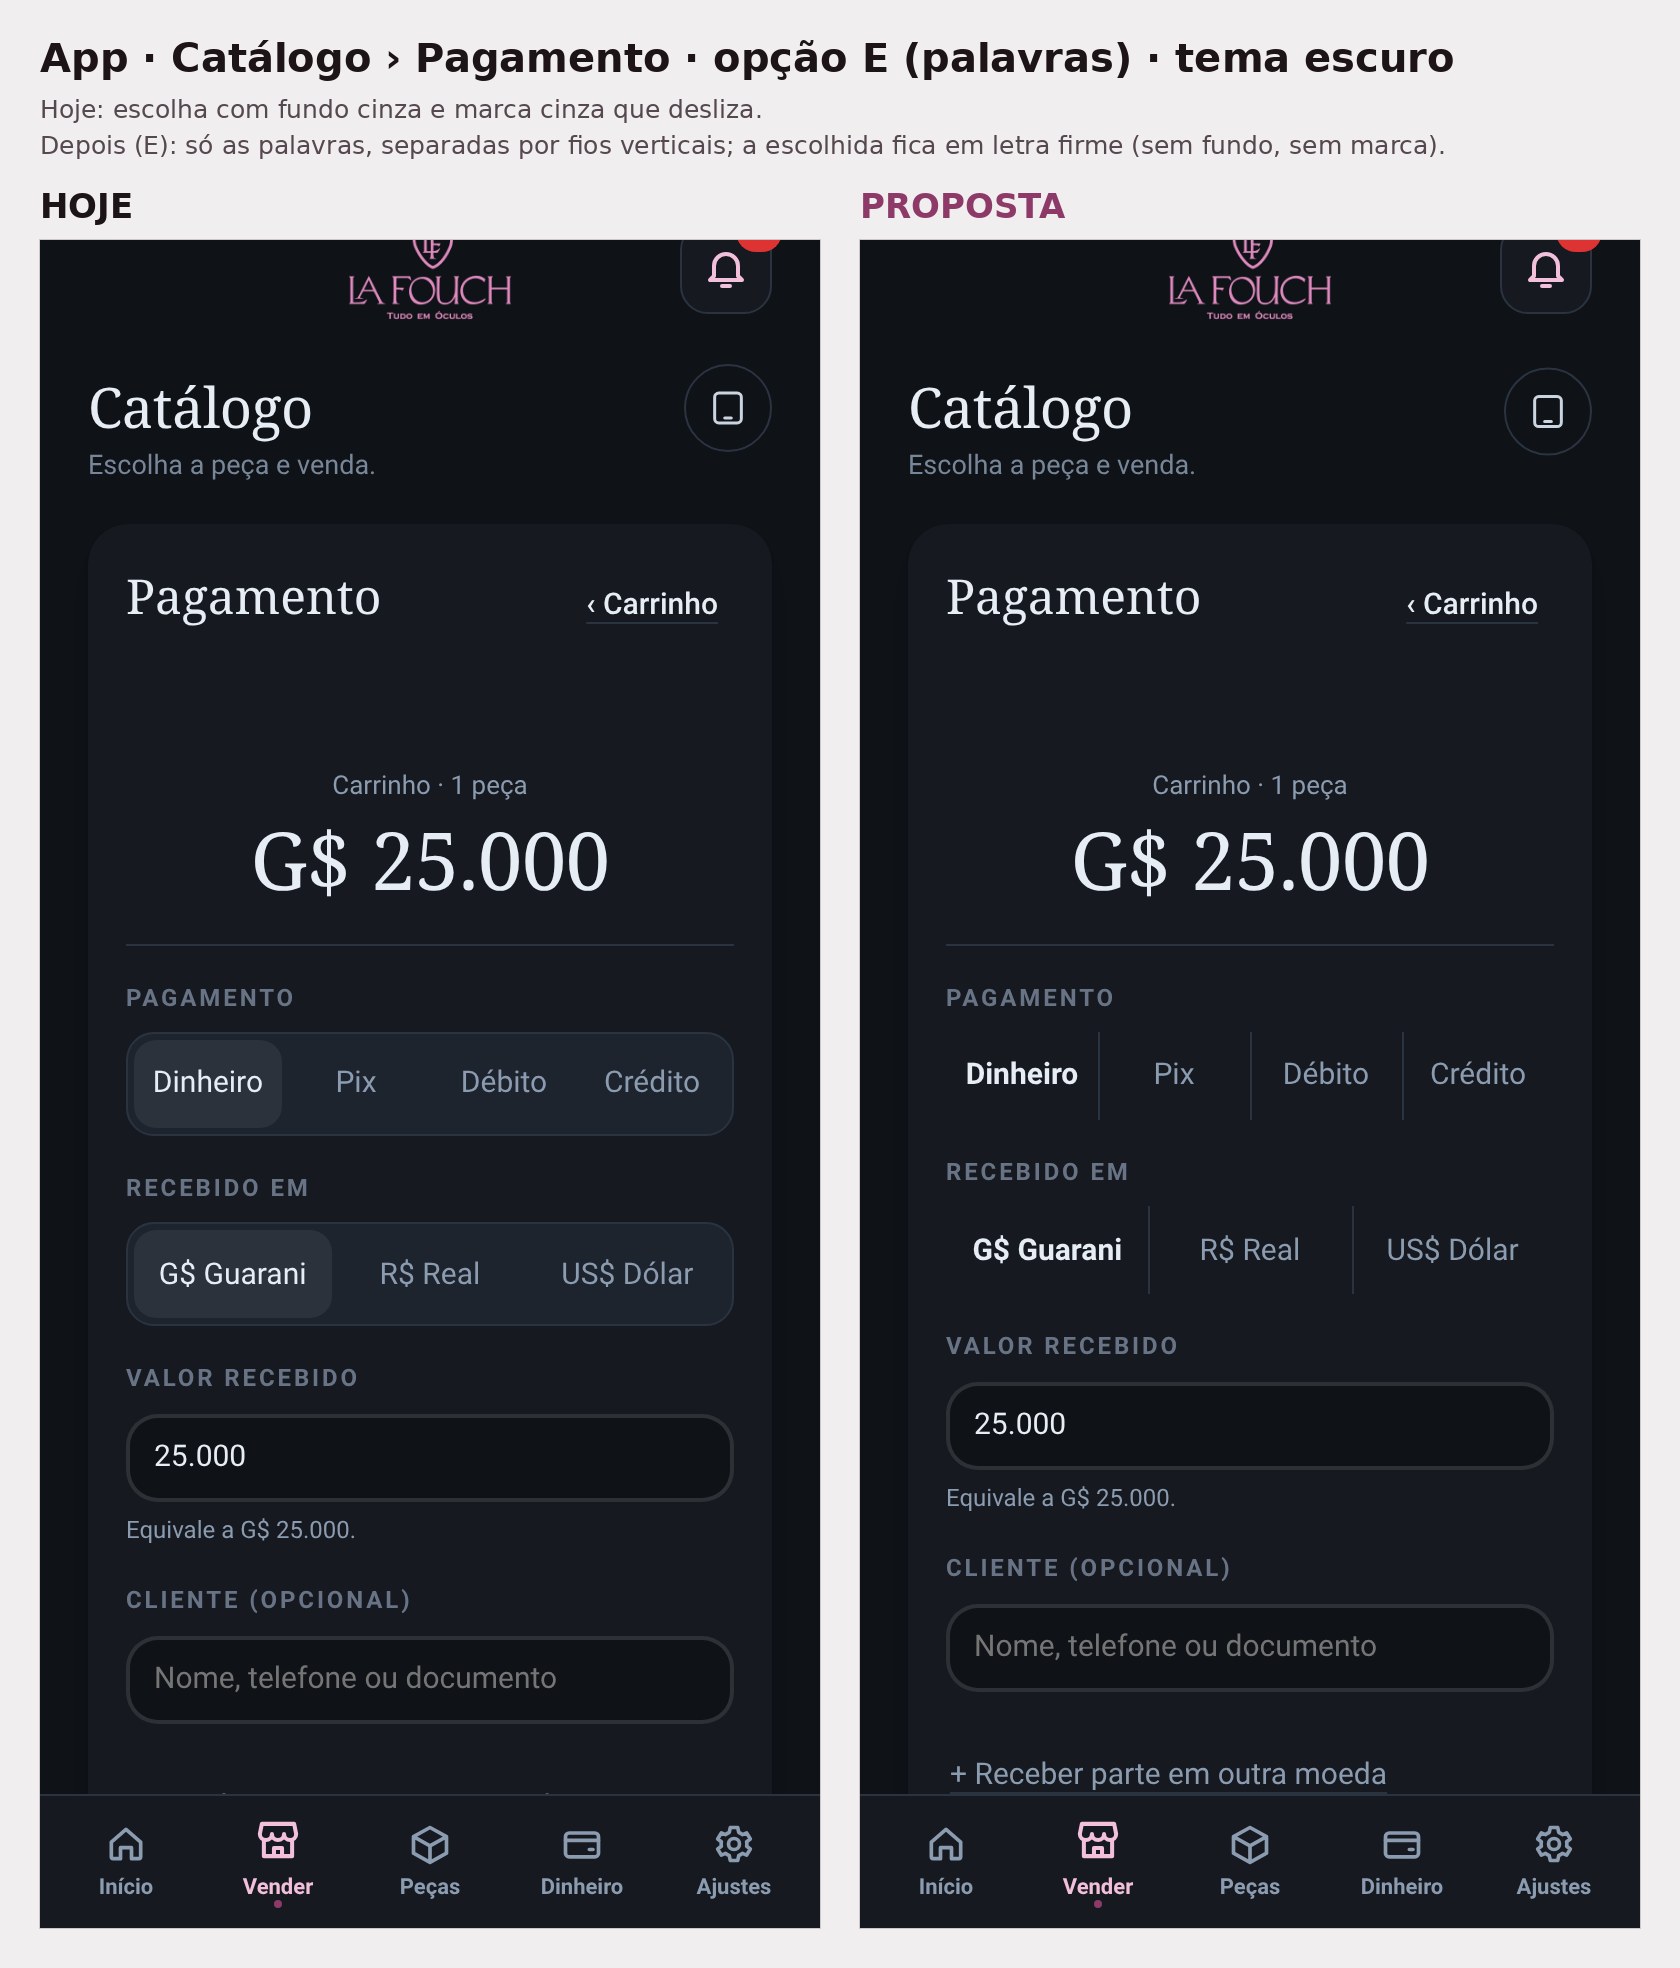 App · Catálogo › Pagamento · opção E (palavras) · tema escuro
Hoje: escolha com fundo cinza e marca cinza que desliza.
Depois (E): só as palavras, separadas por fios verticais; a escolhida fica em letra firme (sem fundo, sem marca).
HOJE
LF
LA FOUCH
Tudo em Óculos
Catálogo
Escolha a peça e venda.
Pagamento
‹ Carrinho
Carrinho · 1 peça
G$ 25.000
PAGAMENTO
Dinheiro Pix Débito Crédito
RECEBIDO EM
G$ Guarani R$ Real US$ Dólar
VALOR RECEBIDO
25.000
Equivale a G$ 25.000.
CLIENTE (OPCIONAL)
Nome, telefone ou documento
Início Vender Peças Dinheiro Ajustes
PROPOSTA
LF
LA FOUCH
Tudo em Óculos
Catálogo
Escolha a peça e venda.
Pagamento
‹ Carrinho
Carrinho · 1 peça
G$ 25.000
PAGAMENTO
Dinheiro Pix Débito Crédito
RECEBIDO EM
G$ Guarani R$ Real US$ Dólar
VALOR RECEBIDO
25.000
Equivale a G$ 25.000.
CLIENTE (OPCIONAL)
Nome, telefone ou documento
+ Receber parte em outra moeda
Início Vender Peças Dinheiro Ajustes